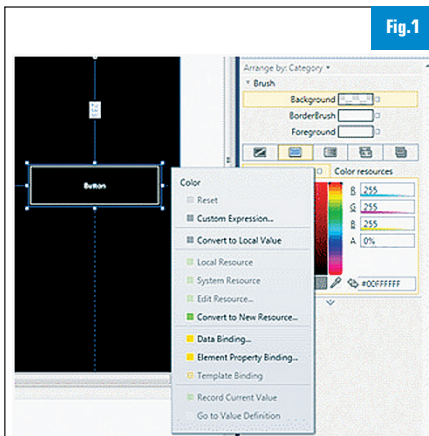 Fig.1
Arrange by: Category
Brush
Background
BorderBrush
Foreground
Color resources
R 255
G 255
B 255
A 0%
#00FFFFFF
Button
Color
Reset
Custom Expression...
Convert to Local Value
Local Resource
System Resource
Edit Resource...
Convert to New Resource...
Data Binding...
Element Property Binding...
Template Binding
Record Current Value
Go to Value Definition